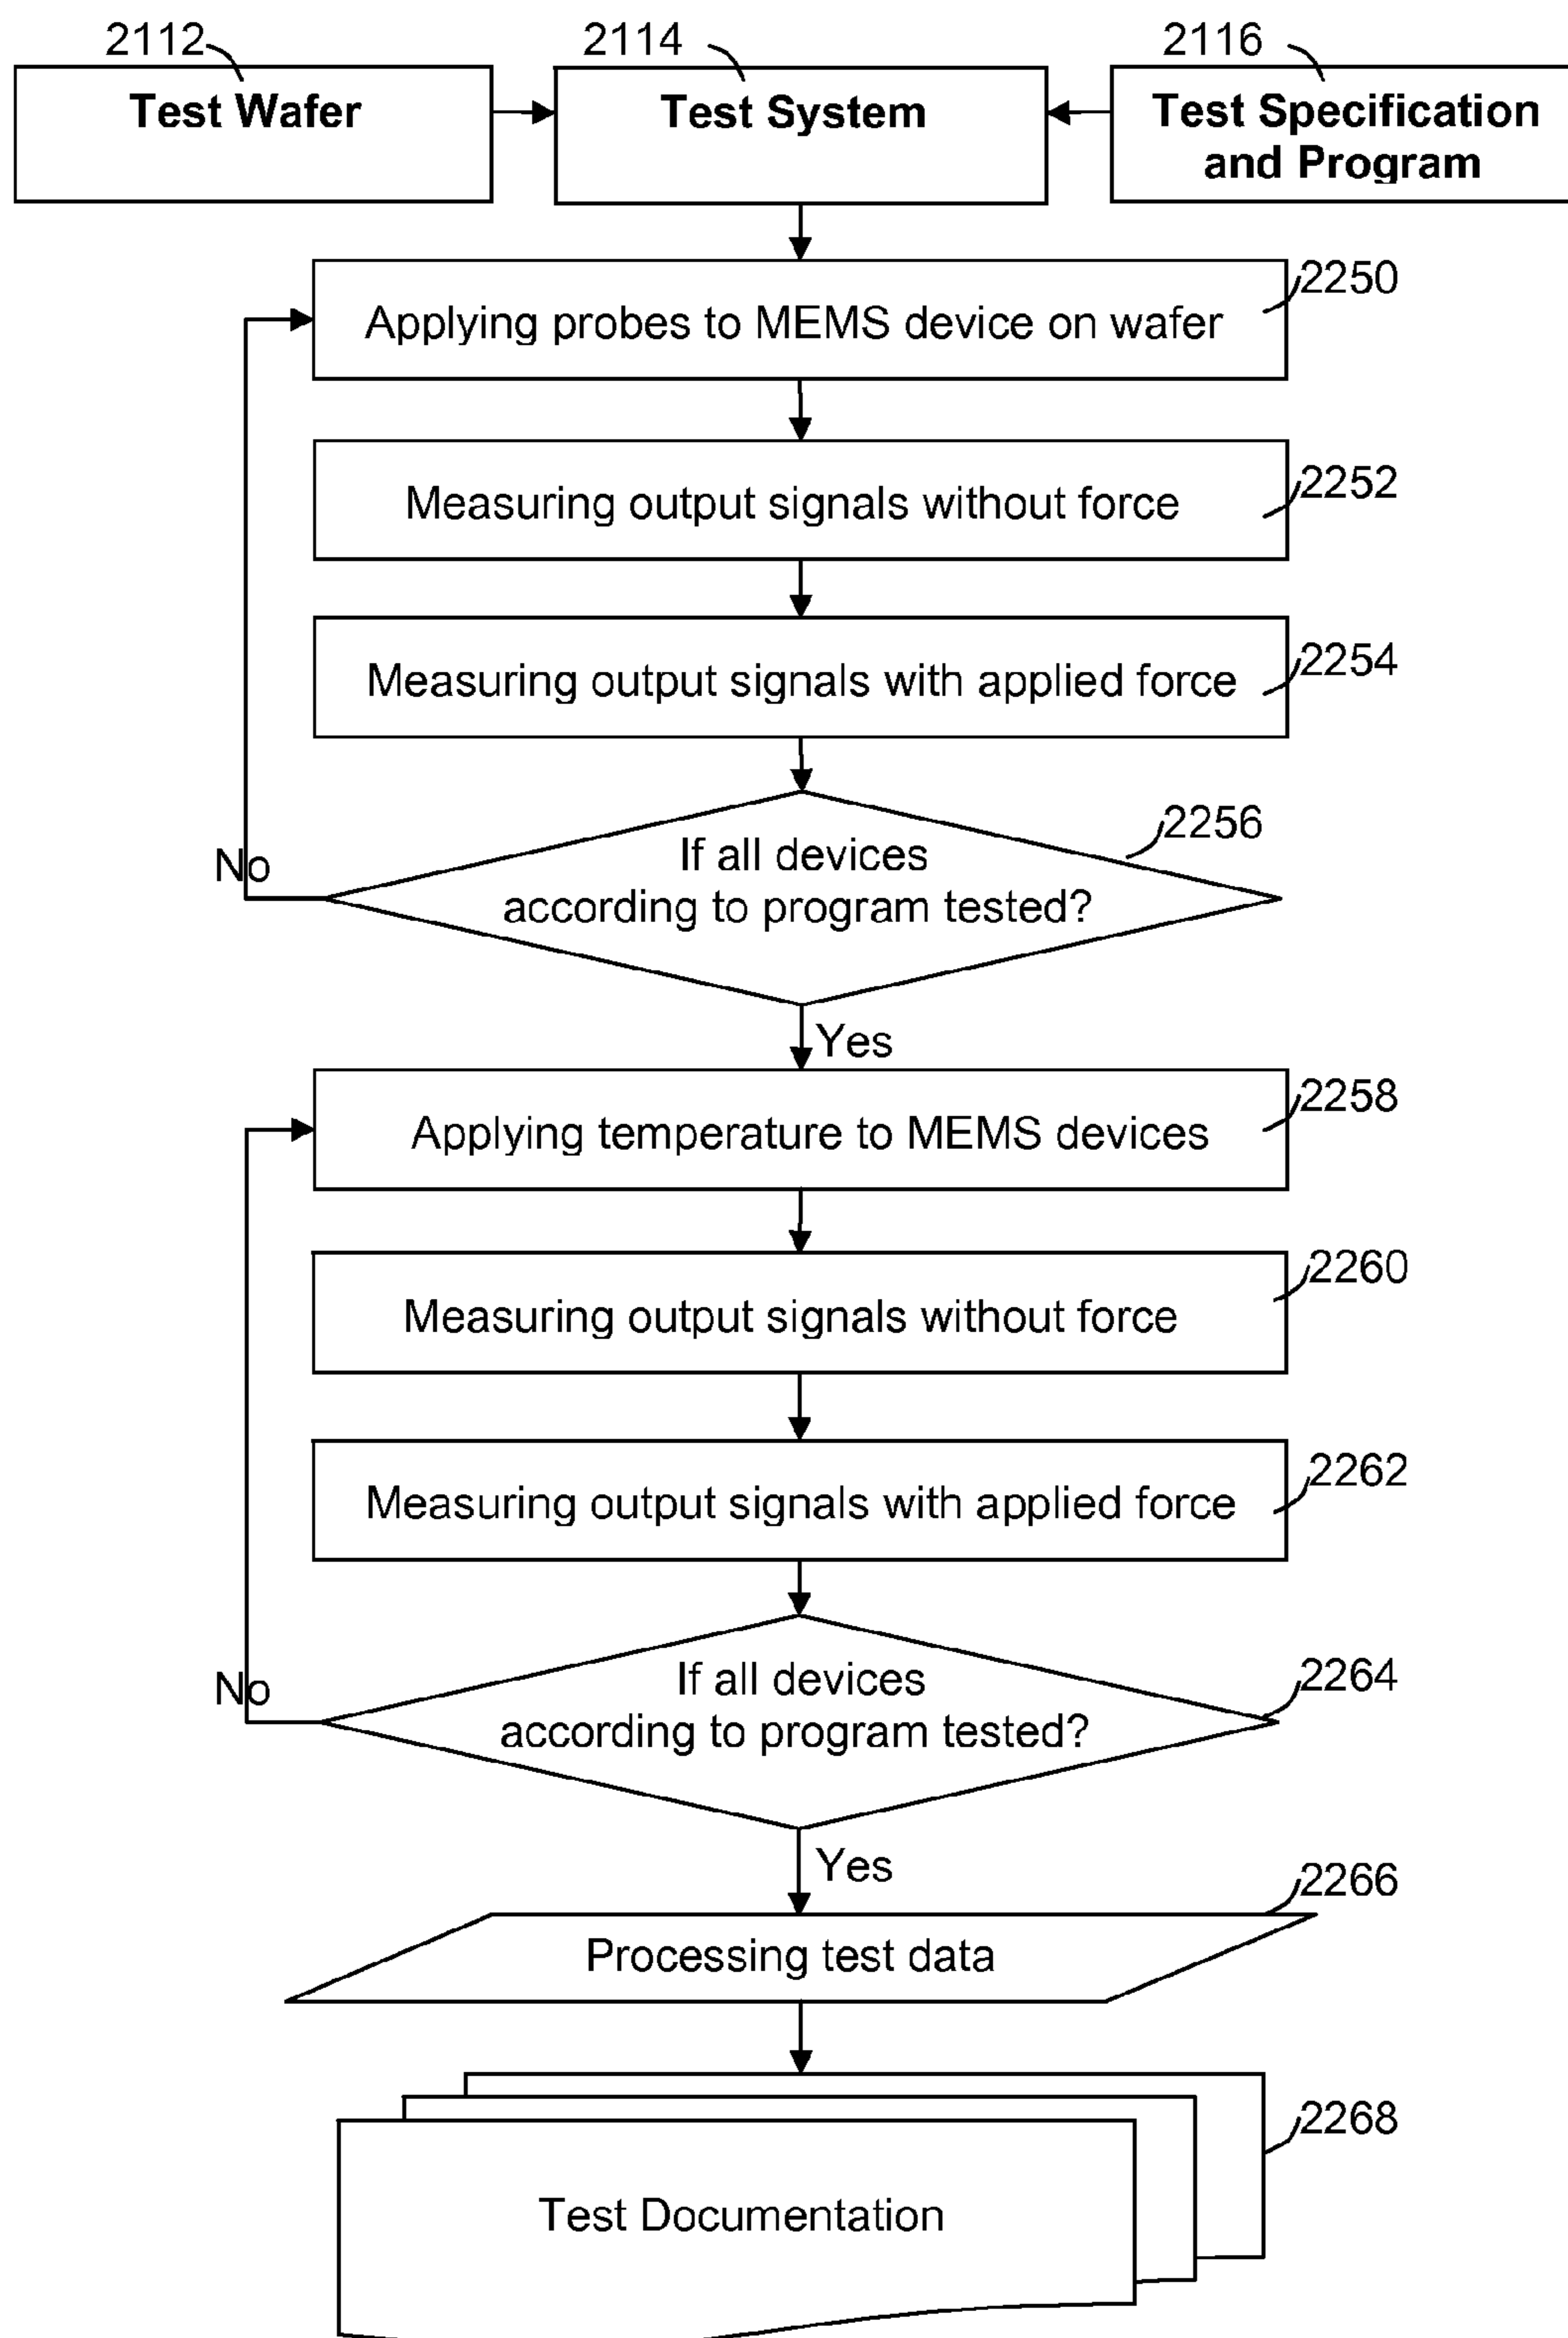 2112
2114
2116
Test Wafer
Test System
Test Specification
and Program
2250
Applying probes to MEMS device on wafer
2252
Measuring output signals without force
2254
Measuring output signals with applied force
2256
If all devices
according to program tested?
No
Yes
2258
Applying temperature to MEMS devices
2260
Measuring output signals without force
2262
Measuring output signals with applied force
2264
If all devices
according to program tested?
No
Yes
2266
Processing test data
2268
Test Documentation